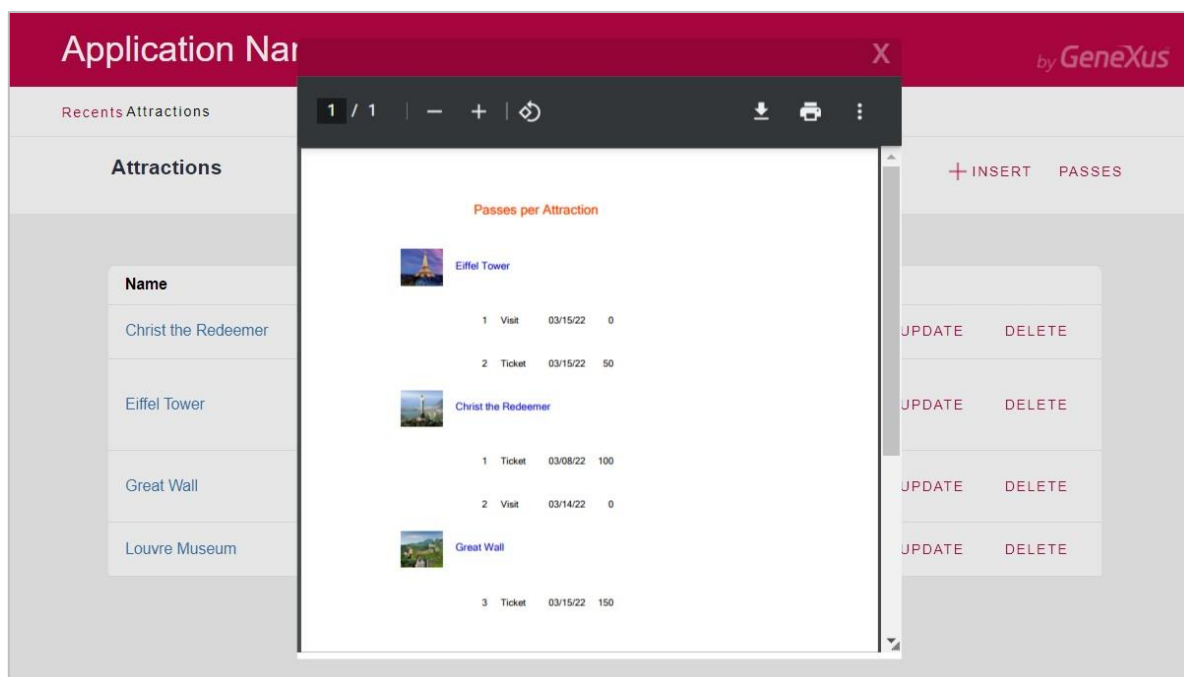 Application Nar
X
by GeneXus
Recents Attractions
1 / 1
Attractions
INSERT PASSES
Passes per Attraction
Eiffel Tower
1 Visit 03/15/22 0
2 Ticket 03/15/22 50
Christ the Redeemer
1 Ticket 03/08/22 100
2 Visit 03/14/22 0
Great Wall
3 Ticket 03/15/22 150
Name
Christ the Redeemer UPDATE DELETE
Eiffel Tower UPDATE DELETE
Great Wall UPDATE DELETE
Louvre Museum UPDATE DELETE